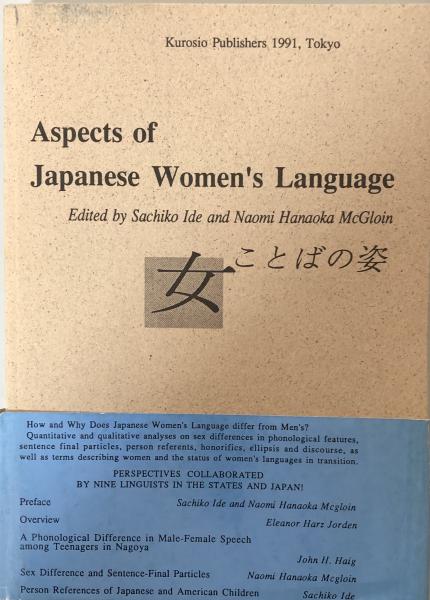 Kurosio Publishers 1991, Tokyo
Aspects of
Japanese Women's Language
Edited by Sachiko Ide and Naomi Hanaoka McGloin
女ことばの姿
How and Why Does Japanese Women's Language differ from Men's?
Quantitative and qualitative analyses on sex differences in phonological features,
sentence final particles, person referents, honorifics, ellipsis and discourse, as
well as terms describing women and the status of women's languages in transition.
PERSPECTIVES COLLABORATED
BY NINE LINGUISTS IN THE STATES AND JAPAN!
Preface Sachiko Ide and Naomi Hanaoka Mcgloin
Overview Eleanor Harz Jorden
A Phonological Difference in Male-Female Speech
among Teenagers in Nagoya
John H. Haig
Sex Difference and Sentence-Final Particles Naomi Hanaoka Mcgloin
Person References of Japanese and American Children Sachiko Ide